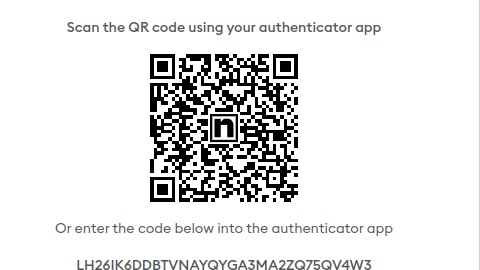 Scan the QR code using your authenticator app
n
Or enter the code below into the authenticator app
LH26IK6DDBTVNAYQYGA3MA2ZQ75QV4W3